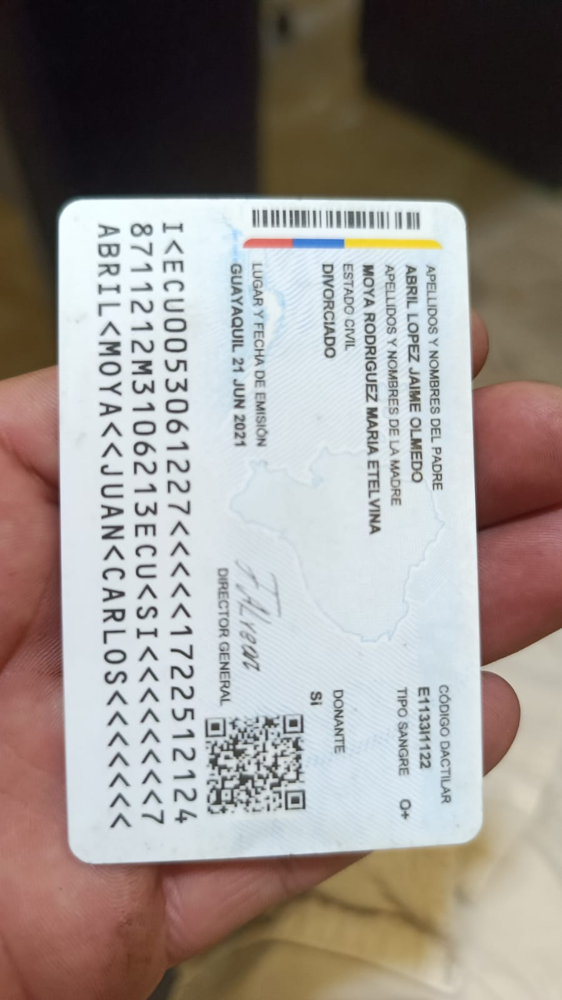 APELLIDOS Y NOMBRES DEL PADRE
ABRIL LOPEZ JAIME OLMEDO
APELLIDOS Y NOMBRES DE LA MADRE
MOYA RODRIGUEZ MARIA ETELVINA
ESTADO CIVIL
DIVORCIADO
CÓDIGO DACTILAR
E1133I1122
TIPO SANGRE O+
DONANTE
Si
LUGAR Y FECHA DE EMISIÓN
GUAYAQUIL 21 JUN 2021
DIRECTOR GENERAL
I<ECU0053061227<<<<<1722512124
8711212M3106213ECU<SI<<<<<<<<7
ABRIL<MOYA<<JUAN<CARLOS<<<<<<<